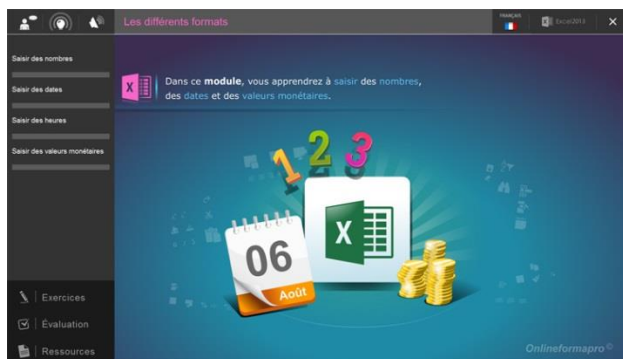 Les différents formats
FRANÇAIS
Excel2013
Saisir des nombres
Saisir des dates
Saisir des heures
Saisir des valeurs monétaires
X
Dans ce module, vous apprendrez à saisir des nombres,
des dates et des valeurs monétaires.
1 2 3
X
06
Août
Exercices
Évaluation
Ressources
Onlineformapro©